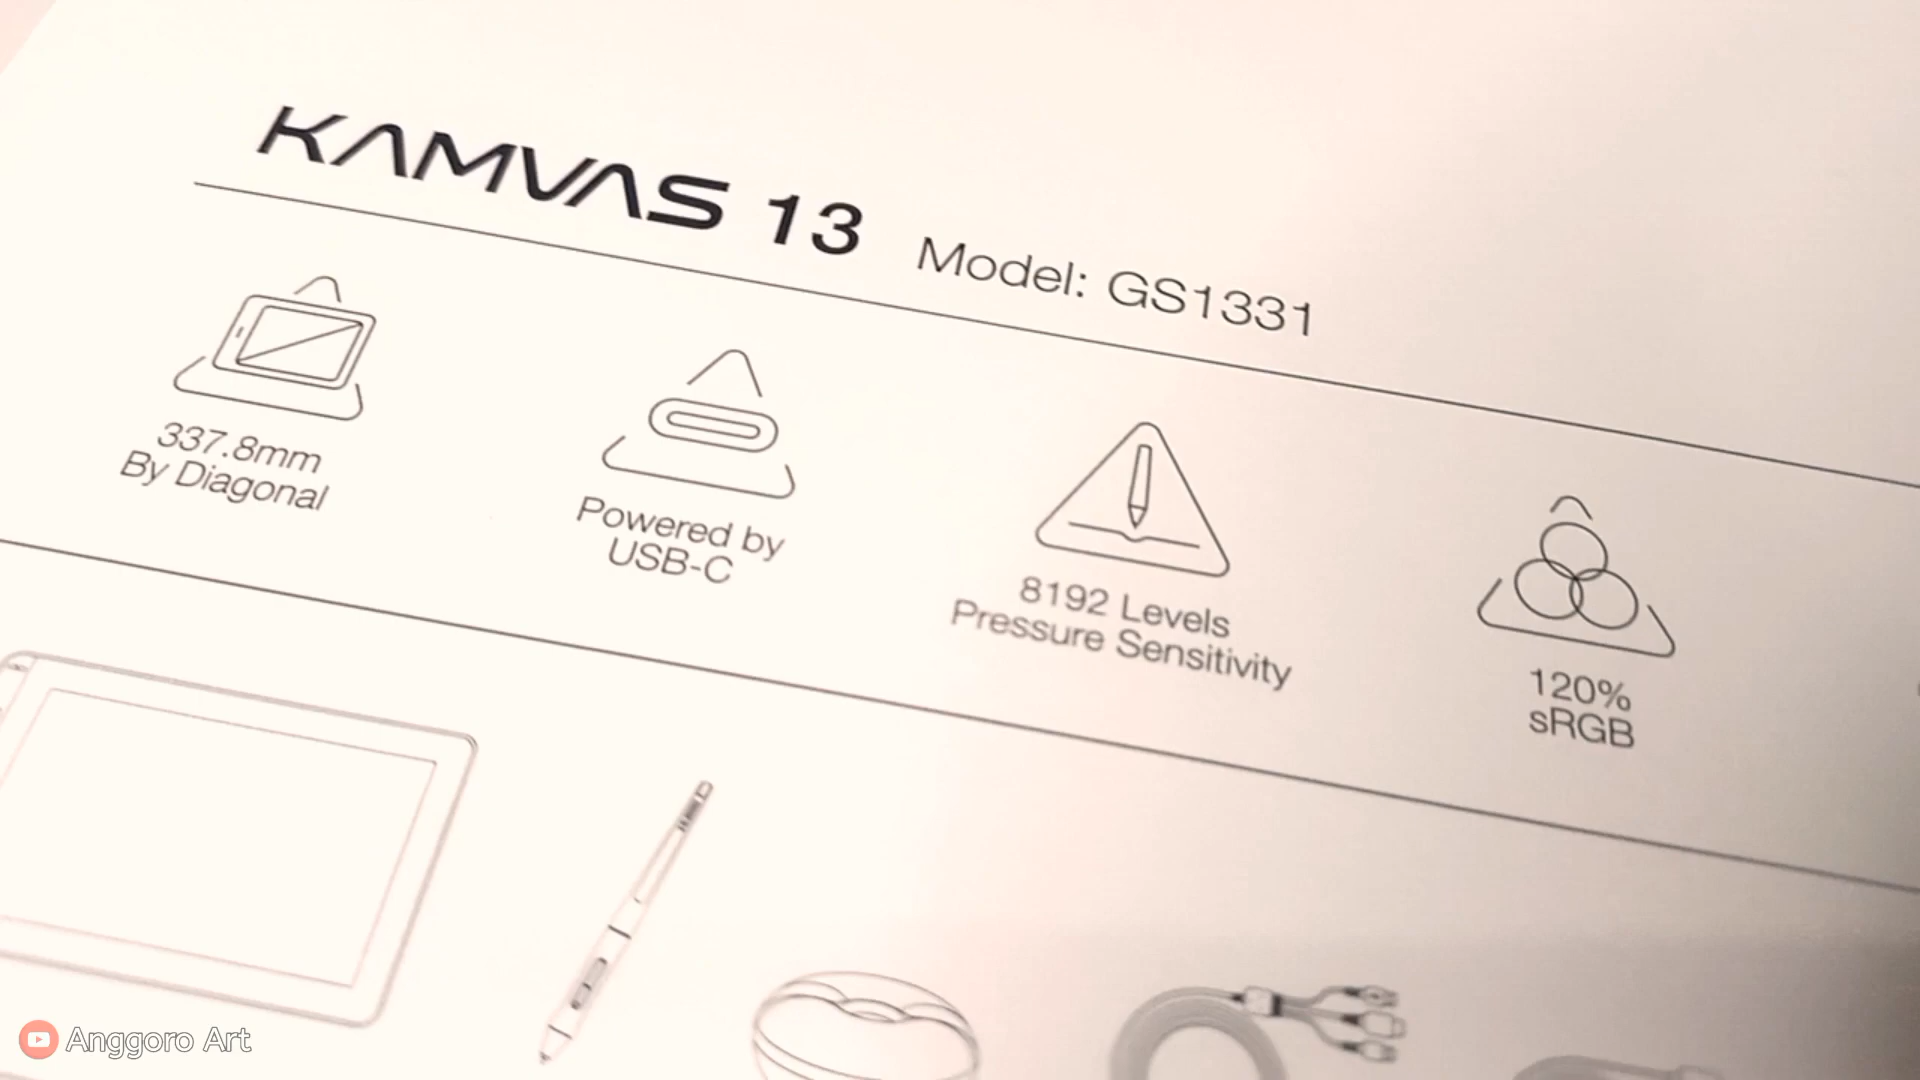 KAMVAS 13 Model: GS1331
337.8mm
By Diagonal
Powered by
USB-C
8192 Levels
Pressure Sensitivity
120%
sRGB
Anggoro Art